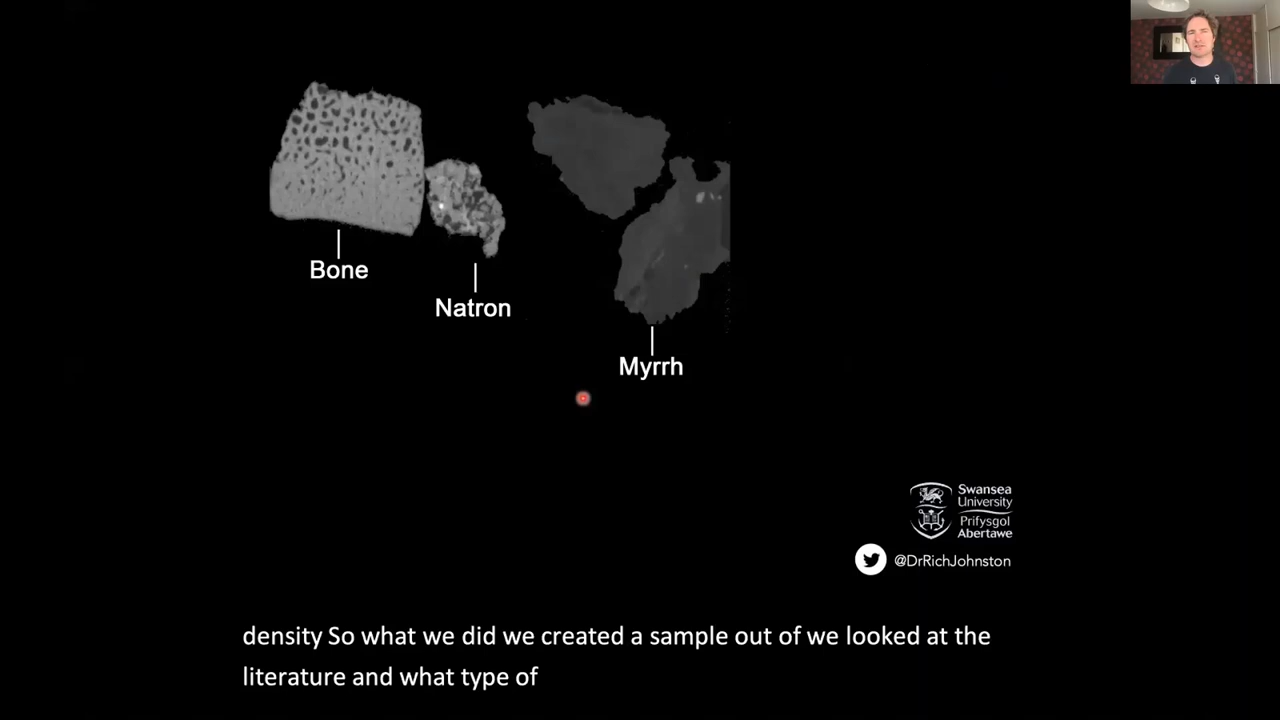 Bone
Natron
Myrrh
Swansea
University
Prifysgol
Abertawe
@DrRichJohnston
density So what we did we created a sample out of we looked at the
literature and what type of